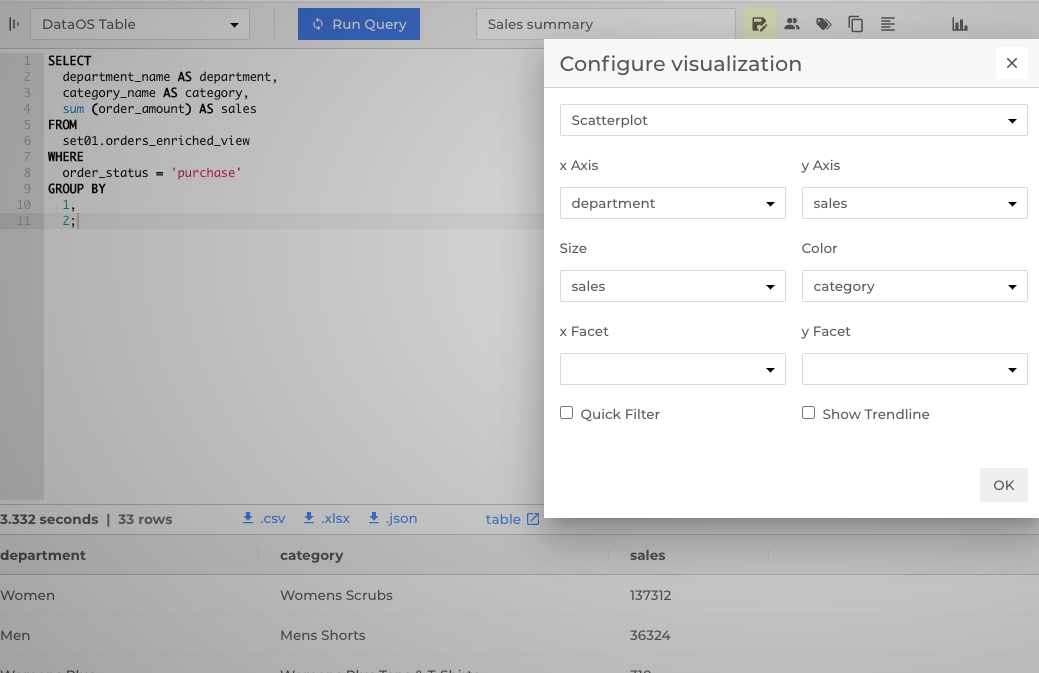 DataOS Table
Run Query
Sales summary
Configure visualization
1 SELECT
2 department_name AS department,
3 category_name AS category,
4 sum (order_amount) AS sales
5 FROM
6 set01.orders_enriched_view
7 WHERE
8 order_status = 'purchase'
9 GROUP BY
10 1,
11 2;
Scatterplot
x Axis y Axis
department sales
Size Color
sales category
x Facet y Facet
Quick Filter Show Trendline
OK
3.332 seconds | 33 rows .csv .xlsx .json table
department category sales
Women Womens Scrubs 137312
Men Mens Shorts 36324